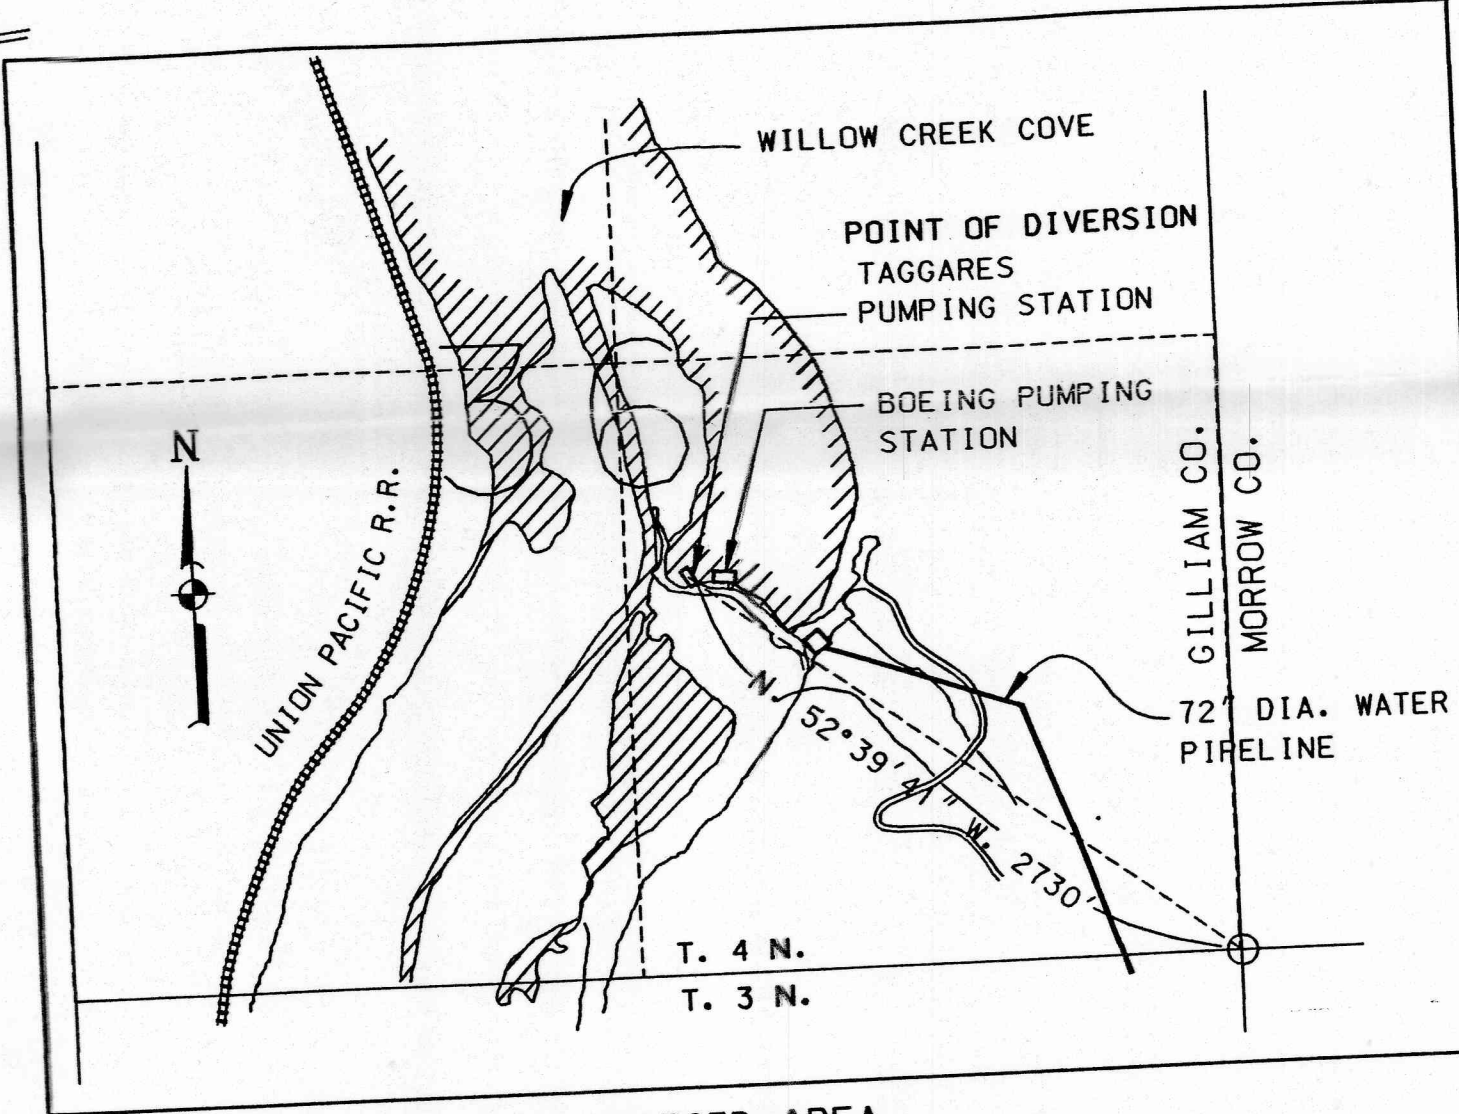 WILLOW CREEK COVE
POINT OF DIVERSION
TAGGARES
PUMPING STATION
BOEING PUMPING
STATION
N
UNION PACIFIC R.R.
GILLIAM CO.
MORROW CO.
72" DIA. WATER
PIPELINE
N. 52°39' W. 2730'
T. 4 N.
T. 3 N.
AREA